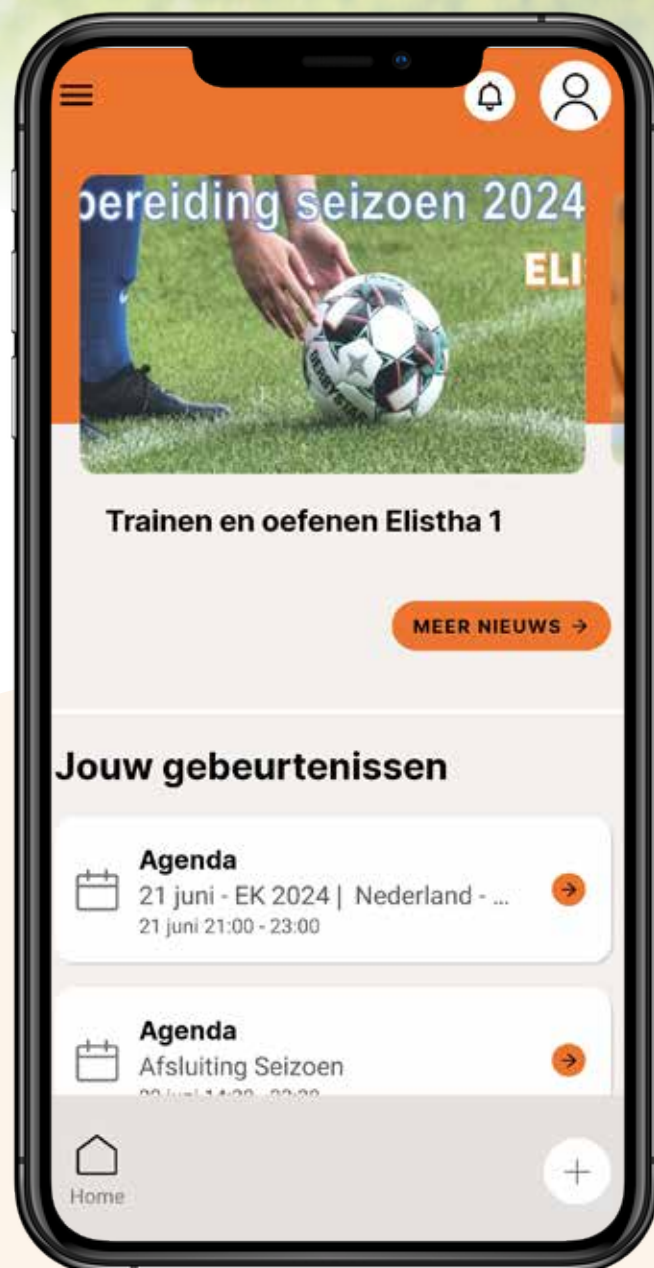 bereiding seizoen 2024
ELI
DERBYSTAR
Trainen en oefenen Elistha 1
MEER NIEUWS →
Jouw gebeurtenissen
Agenda
21 juni - EK 2024 | Nederland - ...
21 juni 21:00 - 23:00
Agenda
Afsluiting Seizoen
Home